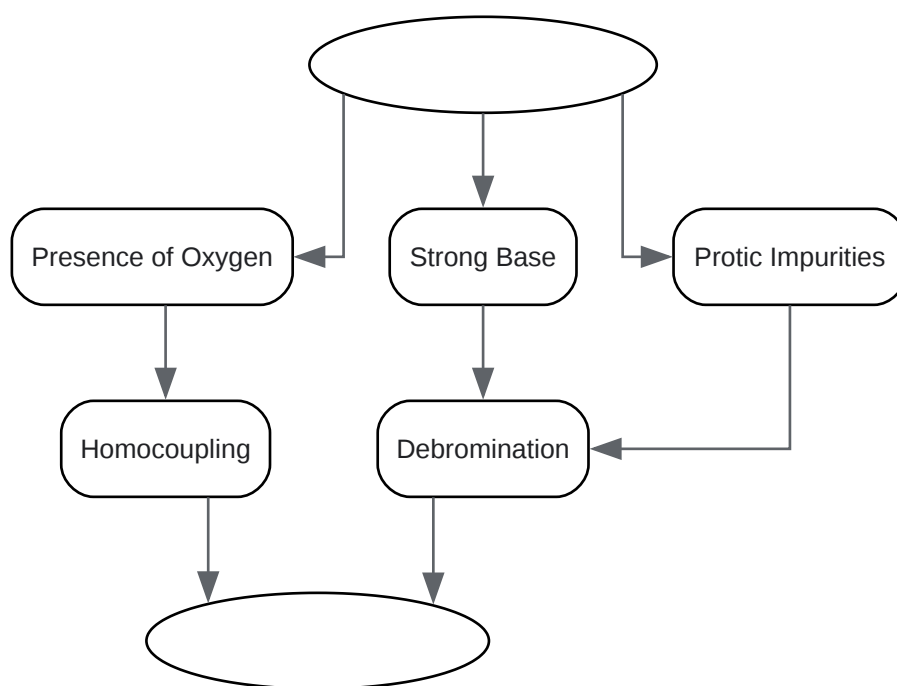 Presence of Oxygen
Strong Base
Protic Impurities
Homocoupling
Debromination